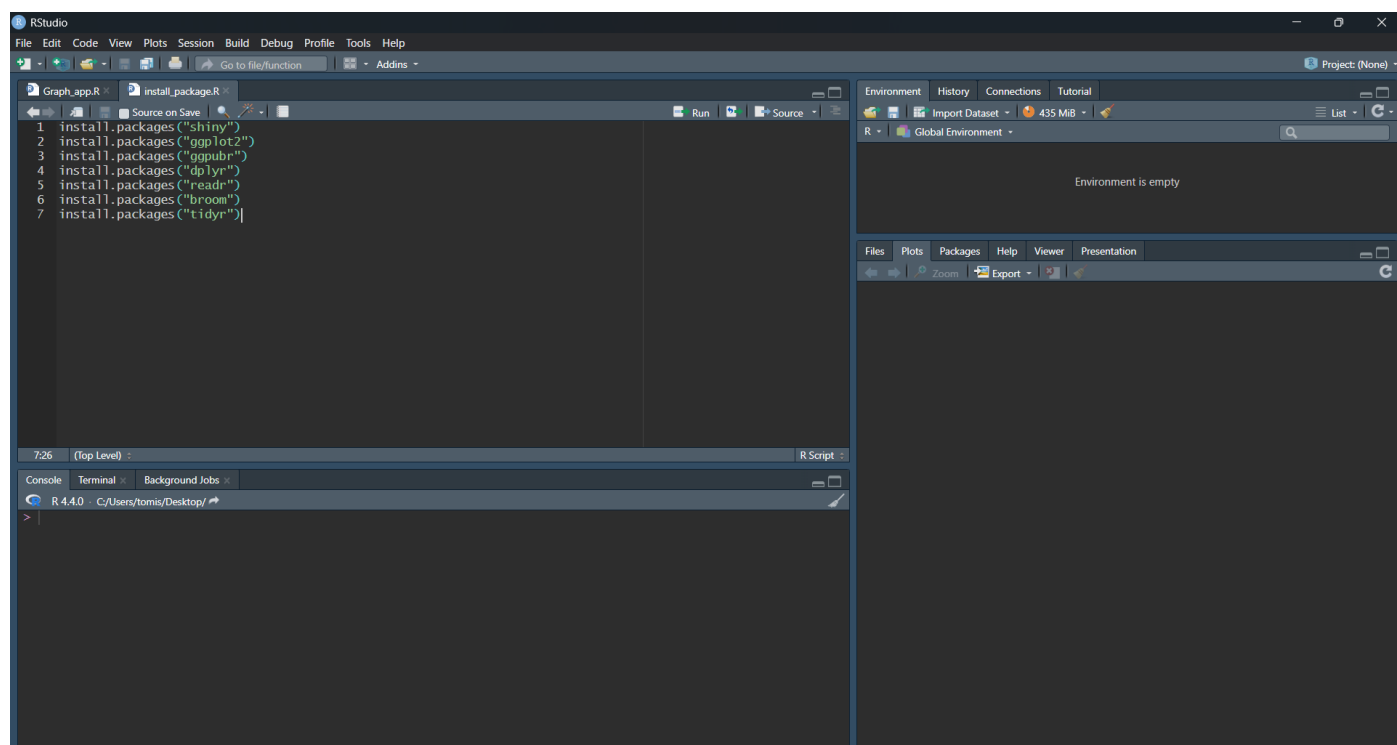 RStudio
File Edit Code View Plots Session Build Debug Profile Tools Help
Go to file/function
Addins
Project: (None)
Graph_app.R
install_package.R
Source on Save
Run
Source
1 install.packages("shiny")
2 install.packages("ggplot2")
3 install.packages("ggpubr")
4 install.packages("dplyr")
5 install.packages("readr")
6 install.packages("broom")
7 install.packages("tidyr")
7:26 (Top Level)
R Script
Console Terminal Background Jobs
R 4.4.0 · C:/Users/tomis/Desktop/
>
Environment History Connections Tutorial
Import Dataset
435 MiB
List
R
Global Environment
Environment is empty
Files Plots Packages Help Viewer Presentation
Zoom
Export